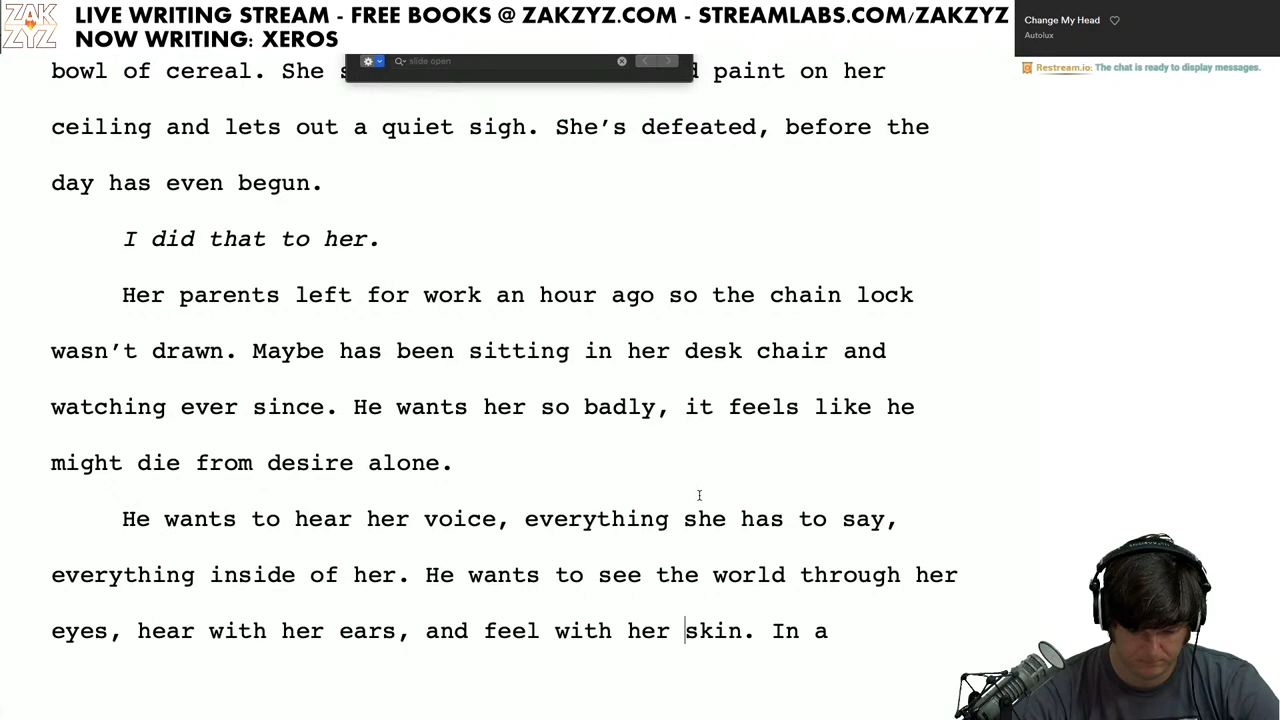 ZAK
ZYZ
LIVE WRITING STREAM - FREE BOOKS @ ZAKZYZ.COM - STREAMLABS.COM/ZAKZYZ
NOW WRITING: XEROS
Change My Head
Autolux
Restream.io: The chat is ready to display messages.
slide open
bowl of cereal. She paint on her
ceiling and lets out a quiet sigh. She’s defeated, before the
day has even begun.
I did that to her.
Her parents left for work an hour ago so the chain lock
wasn’t drawn. Maybe has been sitting in her desk chair and
watching ever since. He wants her so badly, it feels like he
might die from desire alone.
He wants to hear her voice, everything she has to say,
everything inside of her. He wants to see the world through her
eyes, hear with her ears, and feel with her skin. In a